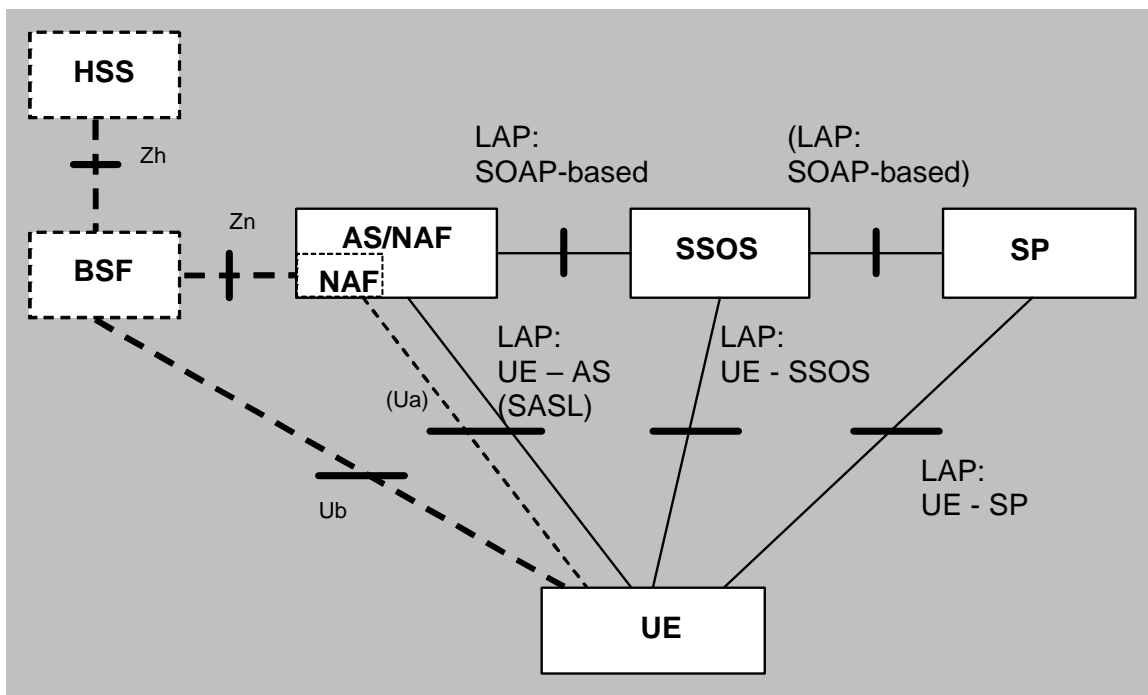 HSS
Zh
LAP:
SOAP-based
(LAP:
SOAP-based)
Zn
BSF
AS/NAF
NAF
SSOS
SP
LAP:
UE – AS
(SASL)
LAP:
UE - SSOS
(Ua)
LAP:
UE - SP
Ub
UE